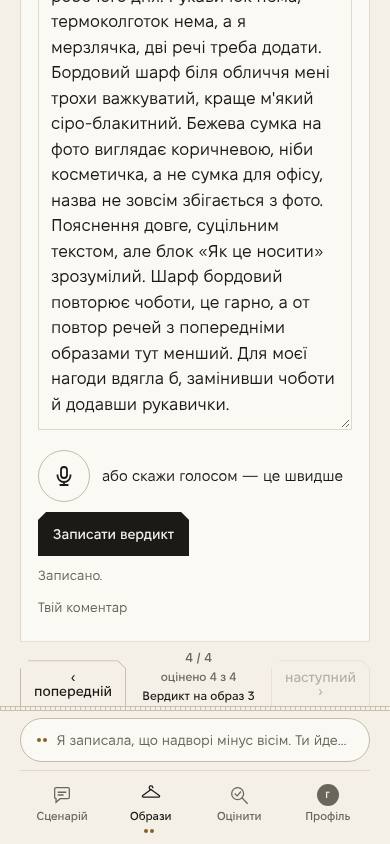 термоколготок нема, а я
мерзлячка, дві речі треба додати.
Бордовий шарф біля обличчя мені
трохи важкуватий, краще м'який
сіро-блакитний. Бежева сумка на
фото виглядає коричневою, ніби
косметичка, а не сумка для офісу,
назва не зовсім збігається з фото.
Пояснення довге, суцільним
текстом, але блок «Як це носити»
зрозумілий. Шарф бордовий
повторює чоботи, це гарно, а от
повтор речей з попередніми
образами тут менший. Для моєї
нагоди вдягла б, замінивши чоботи
й додавши рукавички.
або скажи голосом — це швидше
Записати вердикт
Записано.
Твій коментар
‹
попередній
4 / 4
оцінено 4 з 4
Вердикт на образ 3
наступний
›
Я записала, що надворі мінус вісім. Ти йде...
Сценарій
Образи
Оцінити
г
Профіль